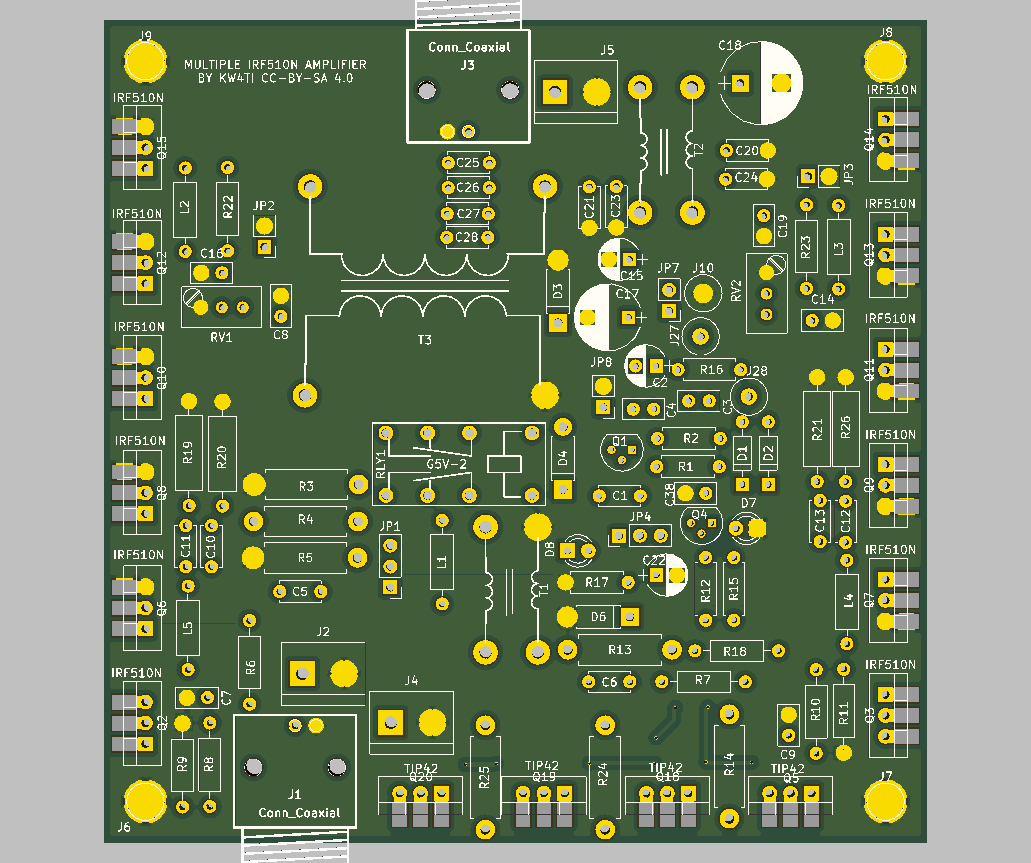 J9
Conn_Coaxial
J3
J5
C18
J8
MULTIPLE IRF510N AMPLIFIER
BY KW4TI CC-BY-SA 4.0
IRF510N
Q15
IRF510N
Q14
C25
C26
C27
C28
T2
C20
C24
JP3
L2
R22
JP2
C21
C23
C19
R23
L3
IRF510N
Q12
IRF510N
Q13
C16
C15
D3
C17
JP7
J10
RV2
C14
RV1
C8
T3
J27
IRF510N
Q10
IRF510N
Q11
JP8
C2
R16
J28
C4
C3
R19
R20
RLY1
G5V-2
D4
Q1
R2
R1
D1
D2
R21
R26
IRF510N
Q8
IRF510N
Q9
R3
R4
R5
C1
C38
D7
Q4
JP4
JP1
C11
C10
C13
C12
L1
D8
C22
T1
R17
R12
R15
IRF510N
Q6
IRF510N
Q7
C5
D6
L5
L4
J2
R6
R13
R18
C6
R7
J4
IRF510N
Q2
C7
IRF510N
Q3
R10
R11
C9
R9
R8
R25
R24
R14
TIP42
Q20
TIP42
Q19
TIP42
Q16
TIP42
Q5
J7
J6
J1
Conn_Coaxial